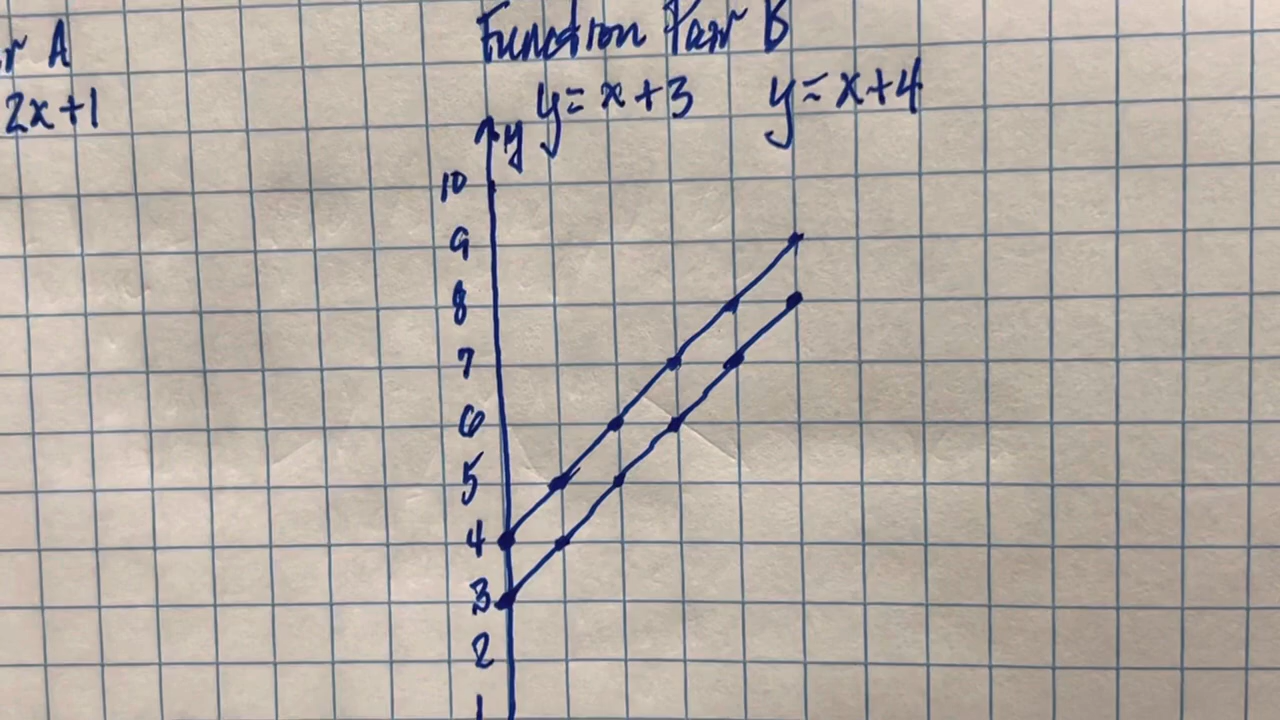 r A
Function Pair B
2x+1
y = x+3
y = x+4
y
10
9
8
7
6
5
4
3
2
1